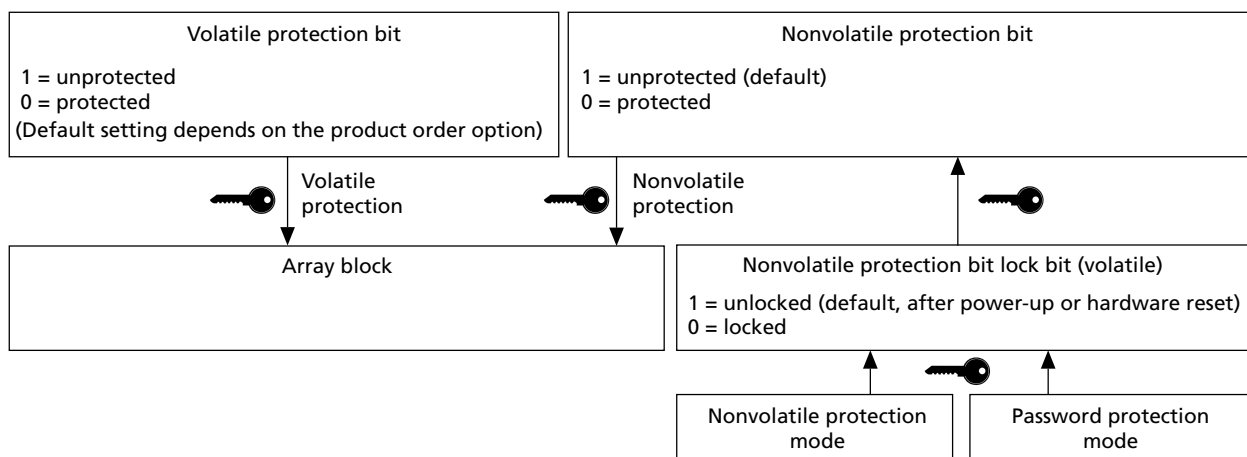 Volatile protection bit
1 = unprotected
0 = protected
(Default setting depends on the product order option)
Nonvolatile protection bit
1 = unprotected (default)
0 = protected
Volatile
protection
Nonvolatile
protection
Array block
Nonvolatile protection bit lock bit (volatile)
1 = unlocked (default, after power-up or hardware reset)
0 = locked
Nonvolatile protection
mode
Password protection
mode